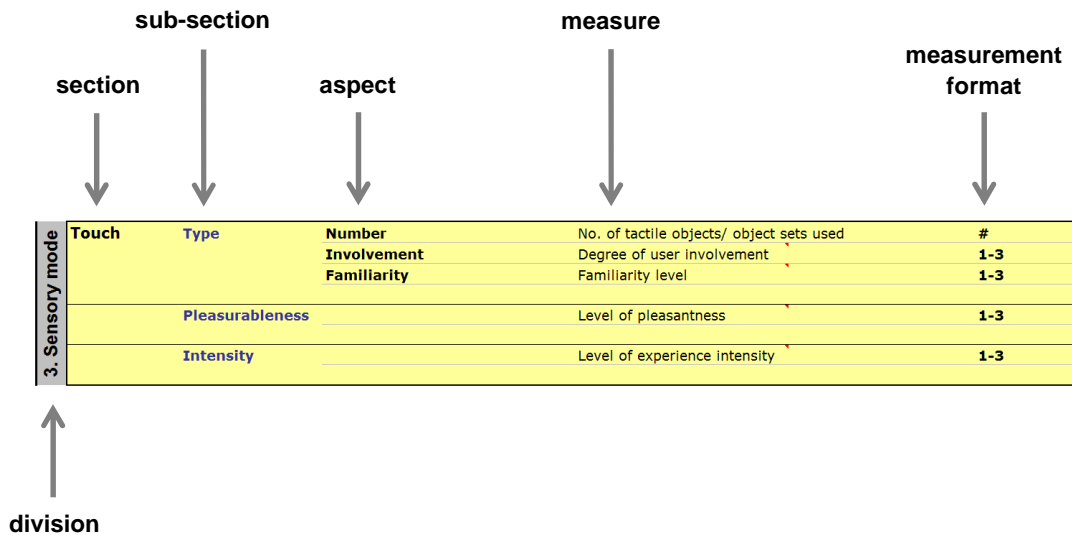 sub-section
measure
measurement
format
section
aspect
3. Sensory mode
Touch Type Number No. of tactile objects/ object sets used #
Involvement Degree of user involvement 1-3
Familiarity Familiarity level 1-3
Pleasurableness Level of pleasantness 1-3
Intensity Level of experience intensity 1-3
division